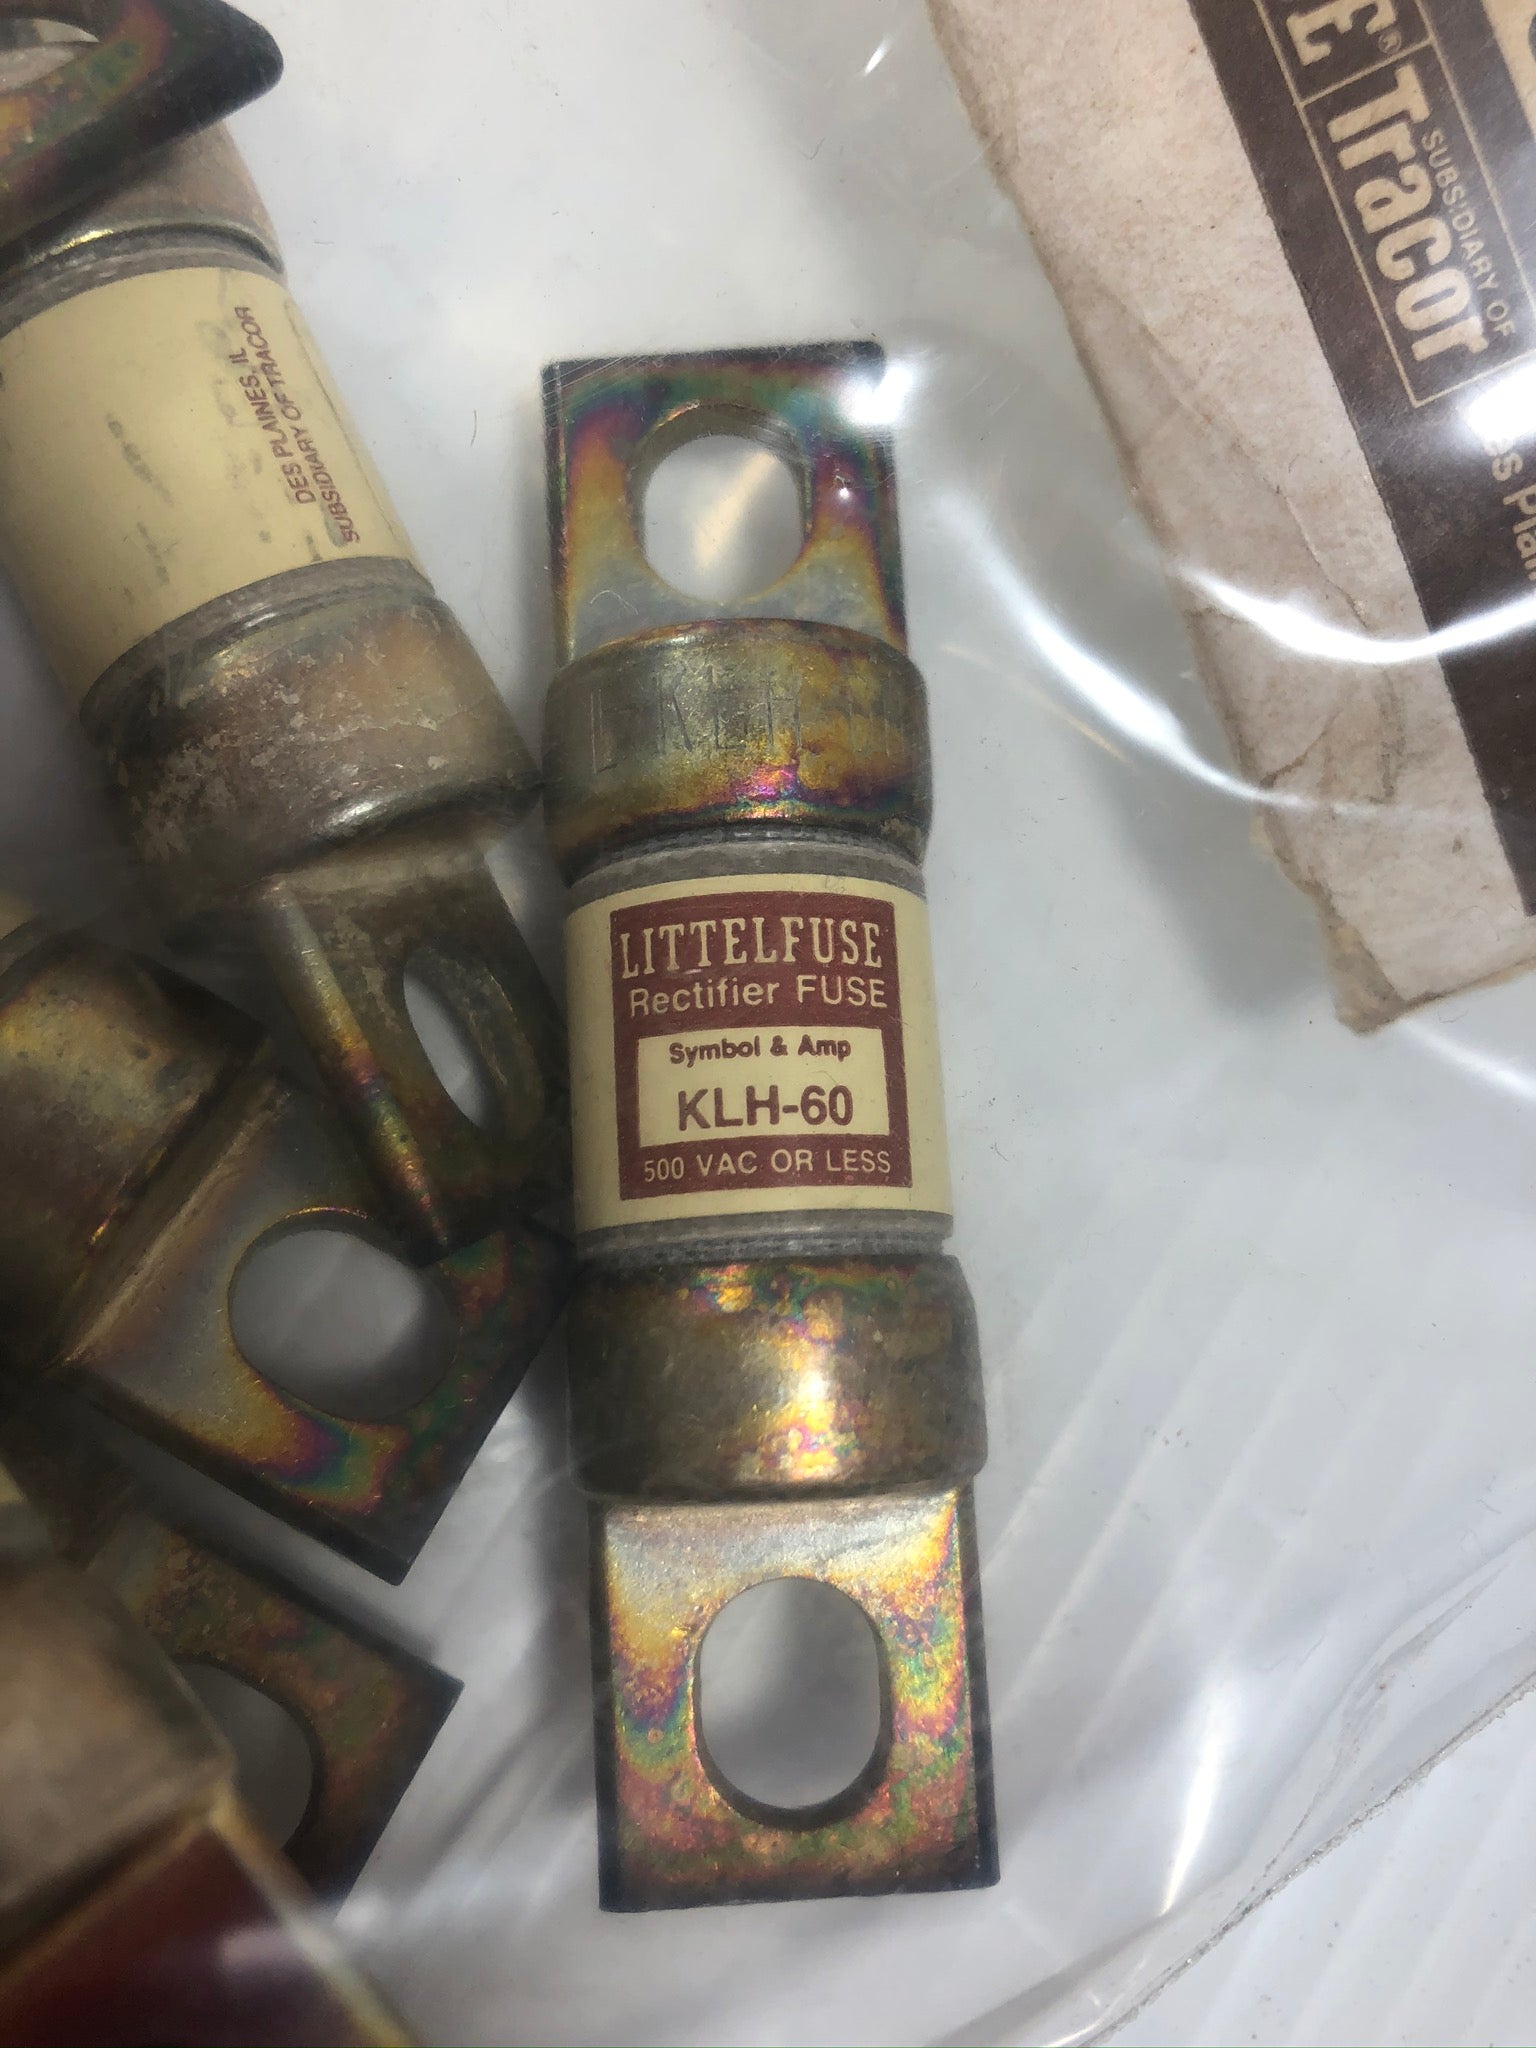 DES PLAINES, IL
SUBSIDIARY OF TRACOR
E®
SUBSIDIARY OF
Tracor
LITTELFUSE
Rectifier FUSE
Symbol & Amp
KLH-60
500 VAC OR LESS